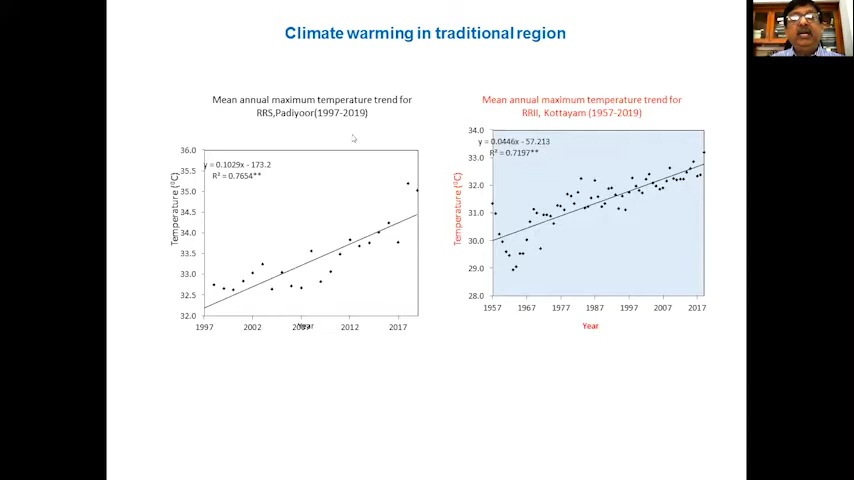 Climate warming in traditional region
Mean annual maximum temperature trend for
RRS,Padiyoor(1997-2019)
36.0
35.5
35.0
34.5
34.0
33.5
33.0
32.5
32.0
Temperature (⁰C)
y = 0.1029x - 173.2
R² = 0.7654**
1997
2002
2012
2017
Year
Mean annual maximum temperature trend for
RRII, Kottayam (1957-2019)
34.0
33.0
32.0
31.0
30.0
29.0
28.0
Temperature (⁰C)
y = 0.0446x - 57.213
R² = 0.7197**
1957
1967
1977
1987
1997
2007
2017
Year